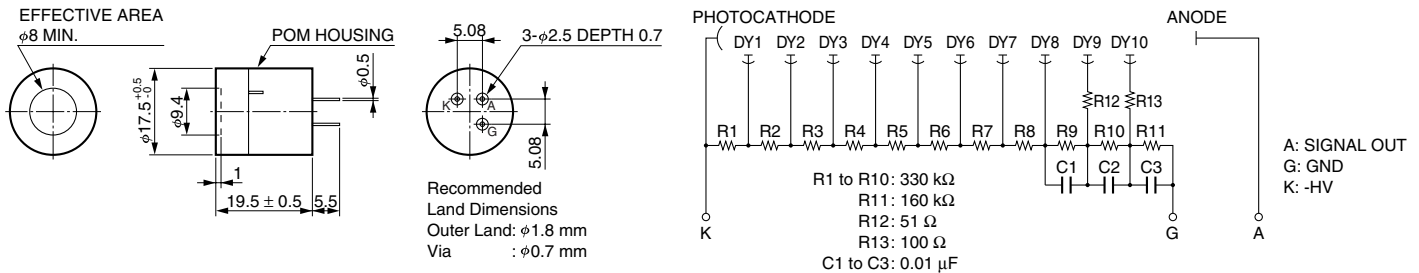 EFFECTIVE AREA
φ8 MIN.
POM HOUSING
φ17.5 +0.5 -0
φ9.4
φ0.5
1
19.5 ± 0.5
5.5
5.08
3-φ2.5 DEPTH 0.7
K
A
G
5.08
Recommended
Land Dimensions
Outer Land: φ1.8 mm
Via : φ0.7 mm
PHOTOCATHODE
ANODE
DY1 DY2 DY3 DY4 DY5 DY6 DY7 DY8 DY9 DY10
R12 R13
R1 R2 R3 R4 R5 R6 R7 R8 R9 R10 R11
C1 C2 C3
R1 to R10: 330 kΩ
R11: 160 kΩ
R12: 51 Ω
R13: 100 Ω
C1 to C3: 0.01 μF
K
G
A
A: SIGNAL OUT
G: GND
K: -HV